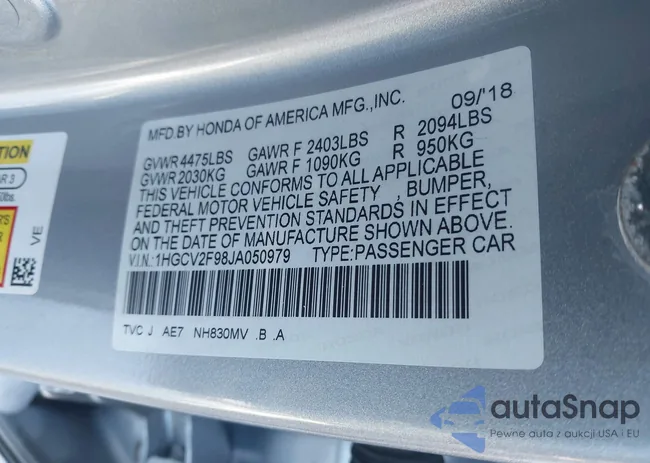 MFD.BY HONDA OF AMERICA MFG.,INC. 09/'18
GVWR 4475LBS GAWR F 2403LBS R 2094LBS
GVWR 2030KG GAWR F 1090KG R 950KG
THIS VEHICLE CONFORMS TO ALL APPLICABLE
FEDERAL MOTOR VEHICLE SAFETY , BUMPER,
AND THEFT PREVENTION STANDARDS IN EFFECT
ON THE DATE OF MANUFACTURE SHOWN ABOVE.
V.I.N.:1HGCV2F98JA050979 TYPE:PASSENGER CAR
TVC J AE7 NH830MV .B .A
R 3
VE
autaSnap
Pewne auta z aukcji USA i EU